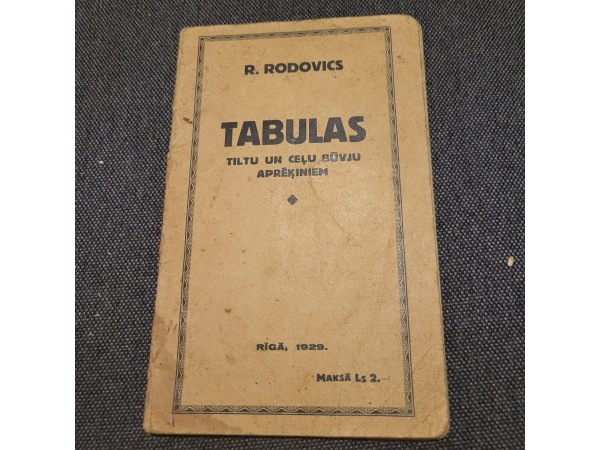 R. RODOVICS
TABULAS
TILTU UN CEĻU BŪVJU
APRĒĶINIEM
RĪGĀ, 1929.
MAKSĀ Ls 2.